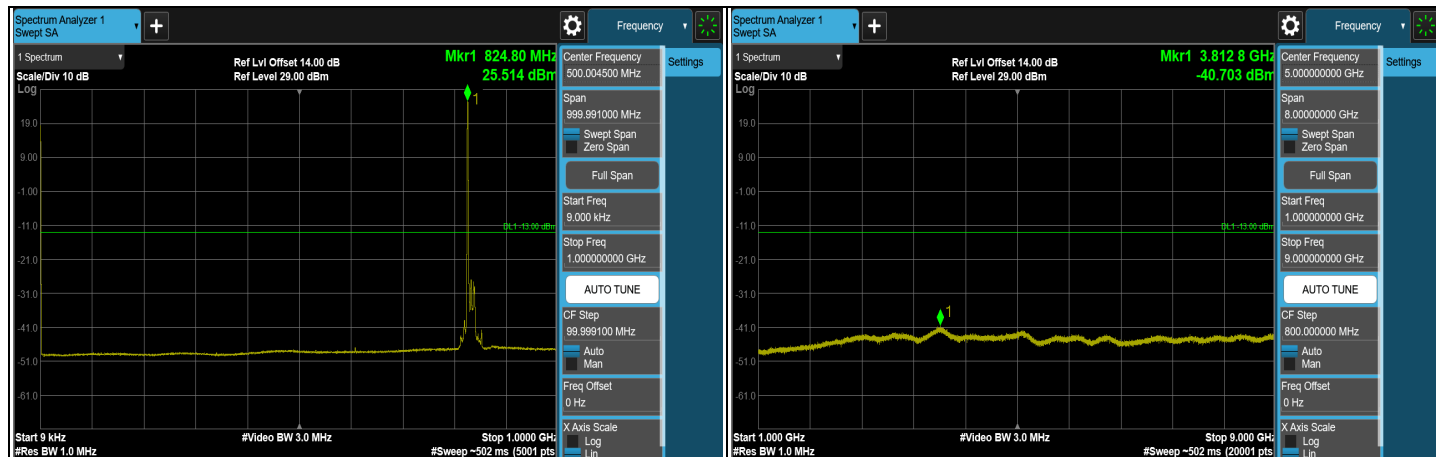 Spectrum Analyzer 1
Swept SA
+
Frequency
1 Spectrum
Scale/Div 10 dB
Log
Ref Lvl Offset 14.00 dB
Ref Level 29.00 dBm
Mkr1 824.80 MHz
25.514 dBm
1
19.0
9.00
-1.00
-11.0
-21.0
-31.0
-41.0
-51.0
-61.0
DL1 -13.00 dBm
Start 9 kHz
#Res BW 1.0 MHz
#Video BW 3.0 MHz
Stop 1.0000 GHz
#Sweep ~502 ms (5001 pts
Center Frequency
500.004500 MHz
Settings
Span
999.991000 MHz
Swept Span
Zero Span
Full Span
Start Freq
9.000 kHz
Stop Freq
1.000000000 GHz
AUTO TUNE
CF Step
99.999100 MHz
Auto
Man
Freq Offset
0 Hz
X Axis Scale
Log
Lin
Spectrum Analyzer 1
Swept SA
+
Frequency
1 Spectrum
Scale/Div 10 dB
Log
Ref Lvl Offset 14.00 dB
Ref Level 29.00 dBm
Mkr1 3.812 8 GHz
-40.703 dBm
1
19.0
9.00
-1.00
-11.0
-21.0
-31.0
-41.0
-51.0
-61.0
DL1 -13.00 dBm
Start 1.000 GHz
#Res BW 1.0 MHz
#Video BW 3.0 MHz
Stop 9.000 GHz
#Sweep ~502 ms (20001 pts
Center Frequency
5.000000000 GHz
Settings
Span
8.00000000 GHz
Swept Span
Zero Span
Full Span
Start Freq
1.000000000 GHz
Stop Freq
9.000000000 GHz
AUTO TUNE
CF Step
800.000000 MHz
Auto
Man
Freq Offset
0 Hz
X Axis Scale
Log
Lin